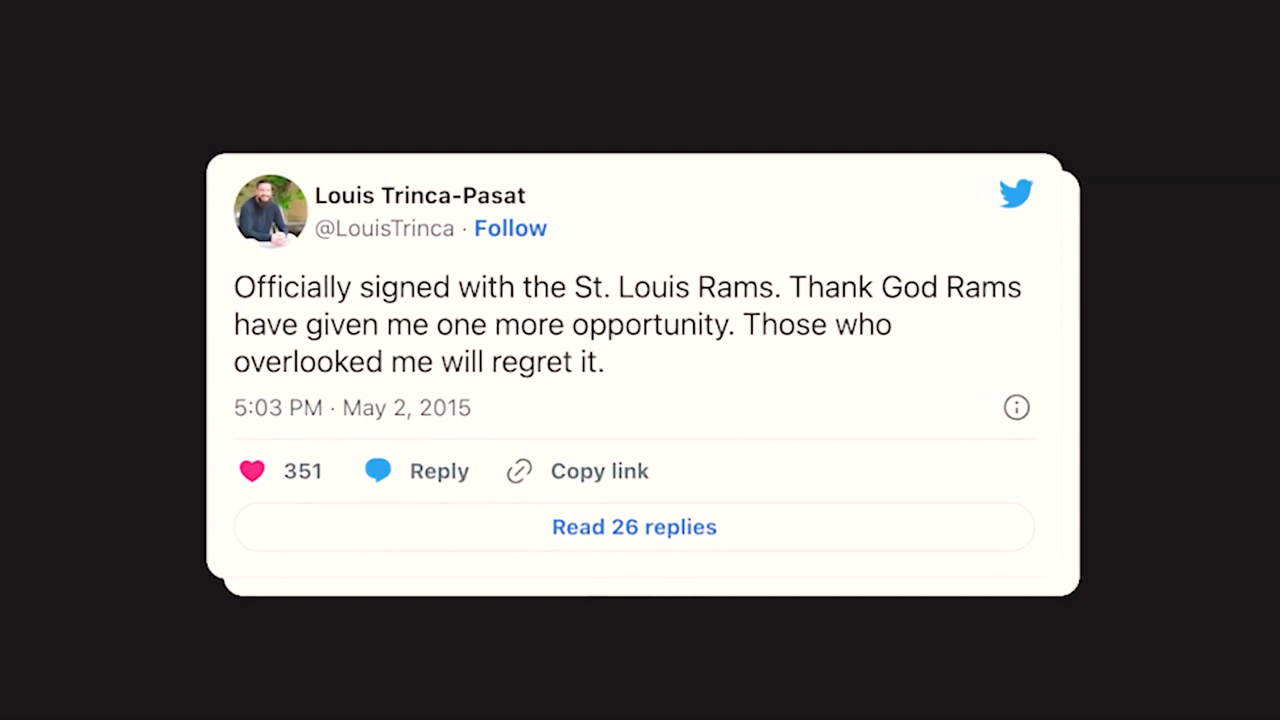 Louis Trinca-Pasat
@LouisTrinca · Follow
Officially signed with the St. Louis Rams. Thank God Rams
have given me one more opportunity. Those who
overlooked me will regret it.
5:03 PM · May 2, 2015
351 Reply Copy link
Read 26 replies